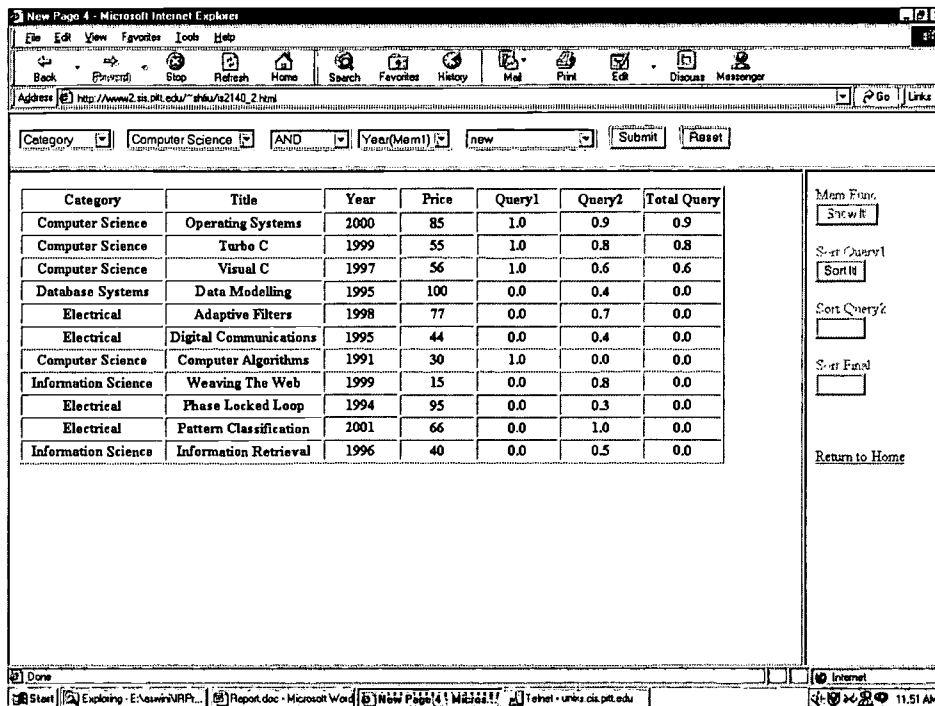 New Page 4 - Microsoft Internet Explorer
File Edit View Favorites Tools Help
Back Forward Stop Refresh Home Search Favorites History Mail Print Edit Discuss Messenger
Address http://www2.sis.pitt.edu/~shliu/is2140_2.html Go Links
Category Computer Science AND Year(Mem1) new Submit Reset
Category Title Year Price Query1 Query2 Total Query
Computer Science Operating Systems 2000 85 1.0 0.9 0.9
Computer Science Turbo C 1999 55 1.0 0.8 0.8
Computer Science Visual C 1997 56 1.0 0.6 0.6
Database Systems Data Modelling 1995 100 0.0 0.4 0.0
Electrical Adaptive Filters 1998 77 0.0 0.7 0.0
Electrical Digital Communications 1995 44 0.0 0.4 0.0
Computer Science Computer Algorithms 1991 30 1.0 0.0 0.0
Information Science Weaving The Web 1999 15 0.0 0.8 0.0
Electrical Phase Locked Loop 1994 95 0.0 0.3 0.0
Electrical Pattern Classification 2001 66 0.0 1.0 0.0
Information Science Information Retrieval 1996 40 0.0 0.5 0.0
Mem Func
Show It
Sort Query1
Sort It
Sort Query2
Sort Final
Return to Home
Done Internet
Start Exploring - Report.doc - Microsoft Word New Page 4 - Micros... Telnet - unixs.cis.pitt.edu 11:51 AM